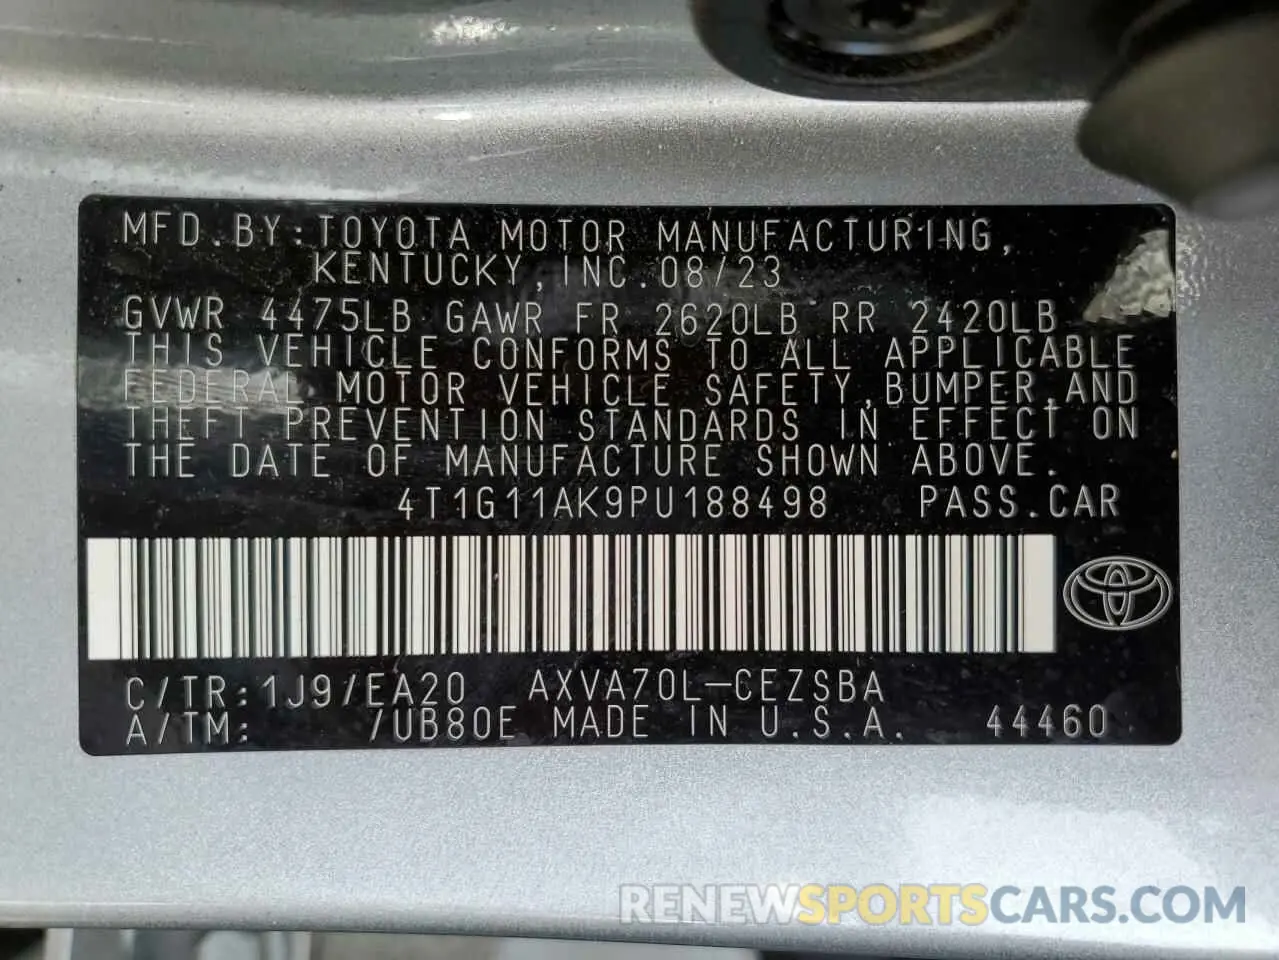 MFD.BY:TOYOTA MOTOR MANUFACTURING,
KENTUCKY,INC.08/23
GVWR 4475LB GAWR FR 2620LB RR 2420LB
THIS VEHICLE CONFORMS TO ALL APPLICABLE
FEDERAL MOTOR VEHICLE SAFETY,BUMPER,AND
THEFT PREVENTION STANDARDS IN EFFECT ON
THE DATE OF MANUFACTURE SHOWN ABOVE.
4T1G11AK9PU188498 PASS.CAR
C/TR:1J9/EA20 AXVA70L-CEZSBA
A/TM: /UB80E MADE IN U.S.A. 44460
RENEWSPORTSCARS.COM